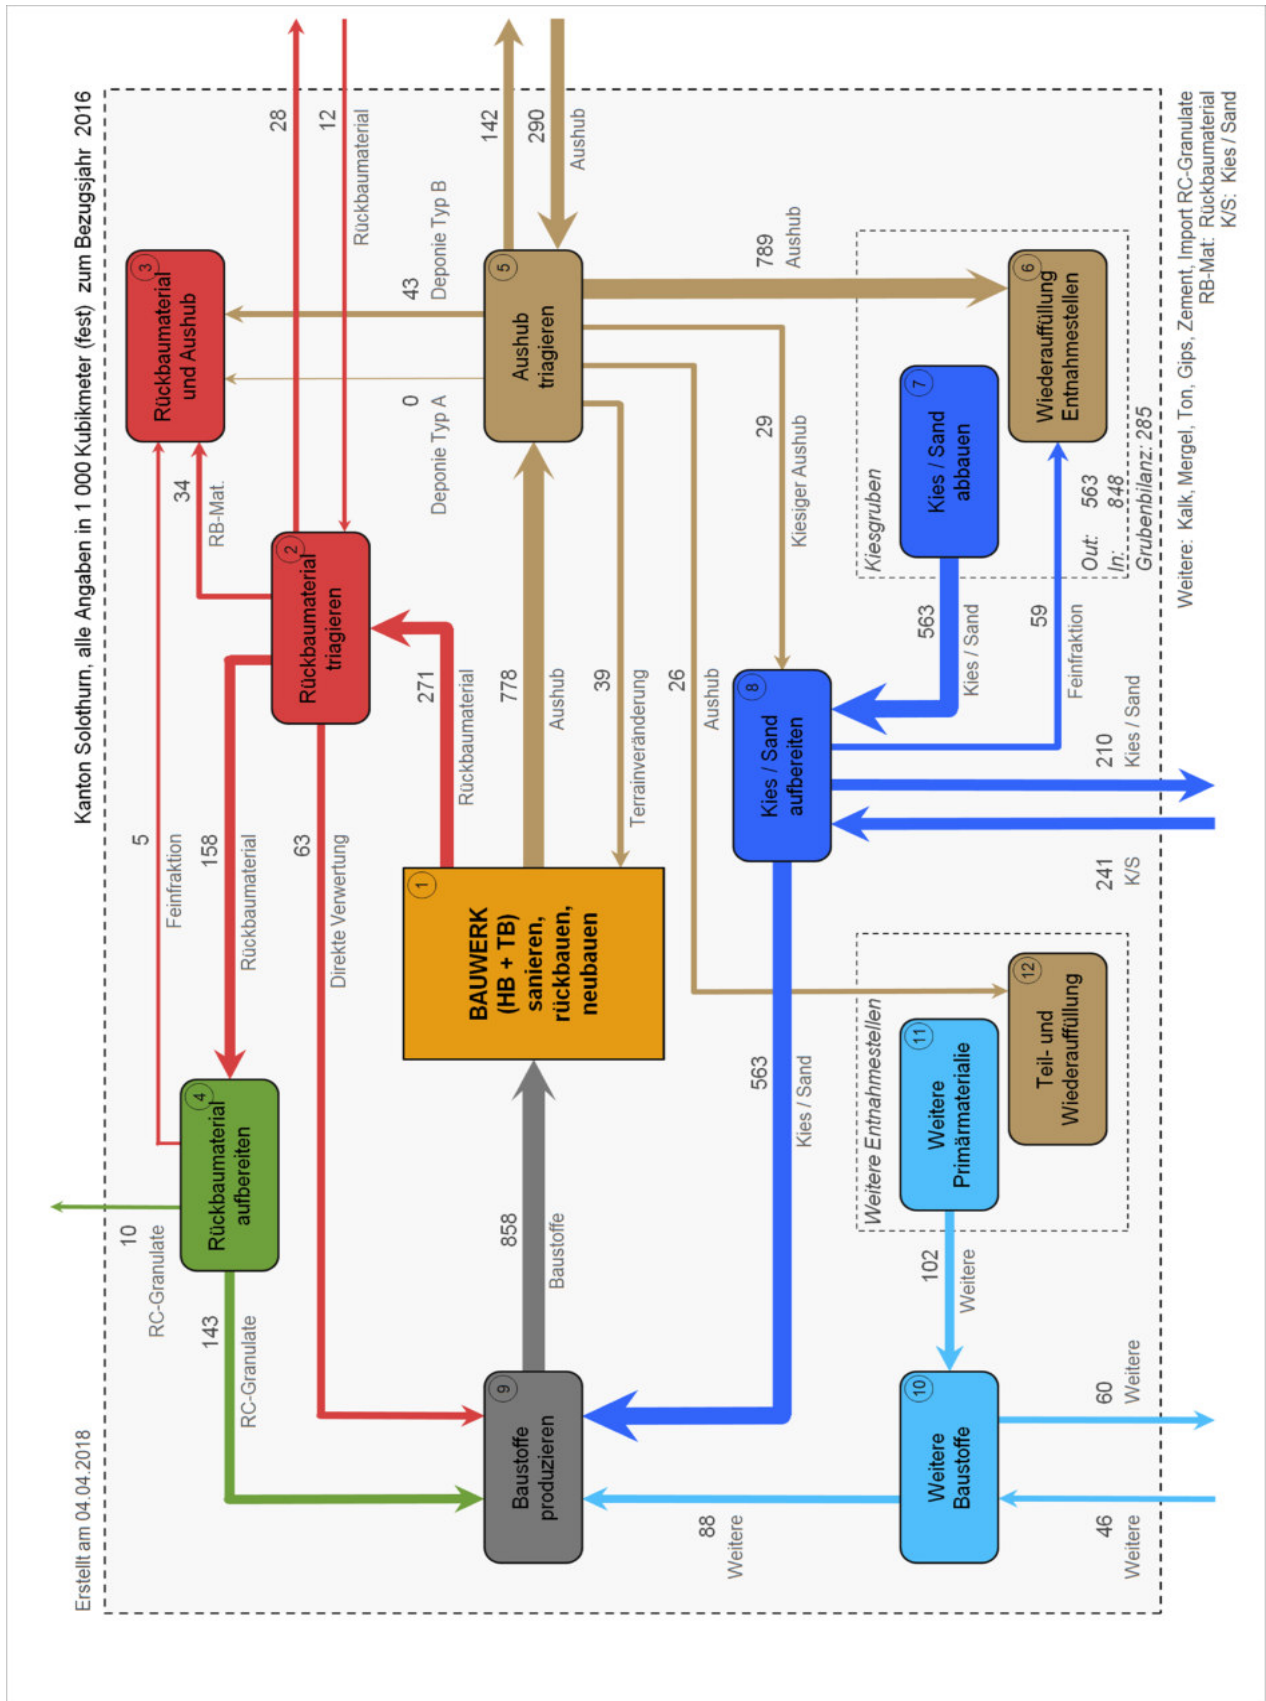 Erstellt am 04.04.2018
Kanton Solothurn, alle Angaben in 1 000 Kubikmeter (fest) zum Bezugsjahr 2016
10
RC-Granulate
5
Feinfraktion
34
RB-Mat.
3
Rückbaumaterial
und Aushub
4
Rückbaumaterial
aufbereiten
143
RC-Granulate
158
Rückbaumaterial
63
Direkte Verwertung
2
Rückbaumaterial
triagieren
28
12
Rückbaumaterial
271
Rückbaumaterial
0
Deponie Typ A
43
Deponie Typ B
9
Baustoffe
produzieren
858
Baustoffe
1
BAUWERK
(HB + TB)
sanieren,
rückbauen,
neubauen
778
Aushub
39
Terrainveränderung
26
Aushub
5
Aushub
triagieren
142
290
Aushub
88
Weitere
563
Kies / Sand
8
Kies / Sand
aufbereiten
29
Kiesiger Aushub
789
Aushub
Weitere Entnahmestellen
10
Weitere
Baustoffe
102
Weitere
11
Weitere
Primärmaterialie
12
Teil- und
Wiederauffüllung
563
Kies / Sand
59
Feinfraktion
Kiesgruben
7
Kies / Sand
abbauen
6
Wiederauffüllung
Entnahmestellen
Out: 563
In: 848
Grubenbilanz: 285
46
Weitere
60
Weitere
241
K/S
210
Kies / Sand
Weitere: Kalk, Mergel, Ton, Gips, Zement, Import RC-Granulate
RB-Mat: Rückbaumaterial
K/S: Kies / Sand